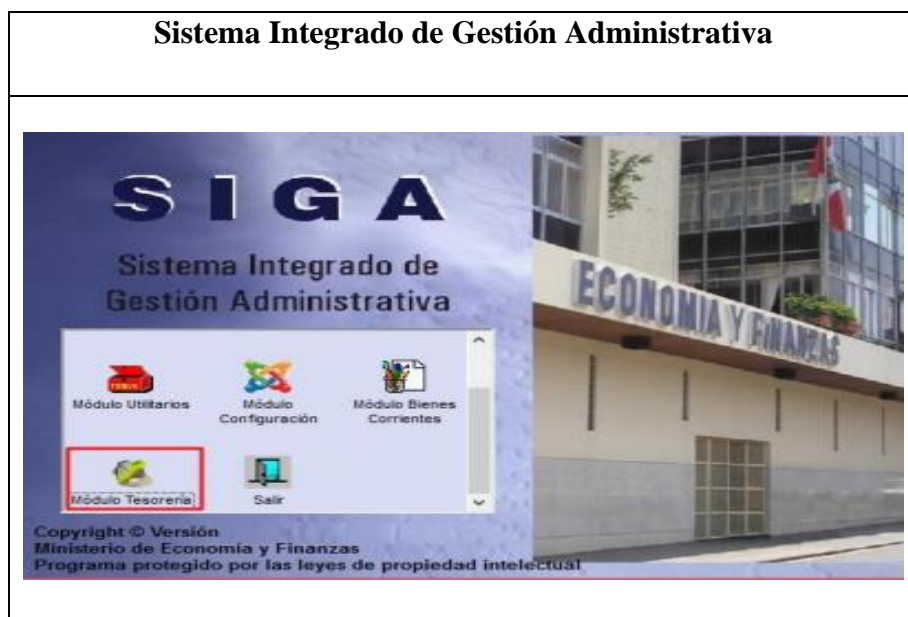 Sistema Integrado de Gestión Administrativa
S I G A
Sistema Integrado de
Gestión Administrativa
ECONOMIA Y FINANZAS
Módulo Utilitarios
Módulo
Configuración
Módulo Bienes
Corrientes
Módulo Tesorería
Salir
Copyright © Versión
Ministerio de Economía y Finanzas
Programa protegido por las leyes de propiedad intelectual